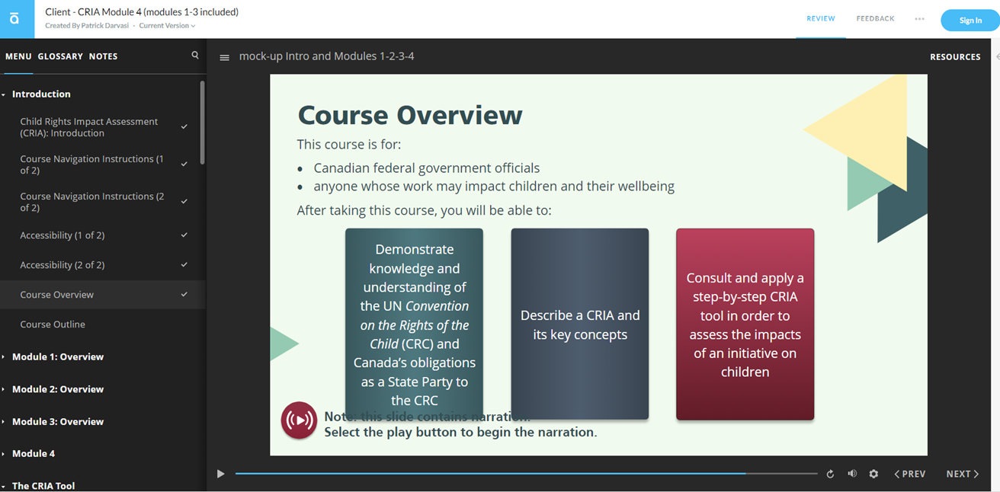 Client - CRIA Module 4 (modules 1-3 included)
Created By Patrick Darvasi · Current Version
REVIEW
FEEDBACK
Sign In
MENU GLOSSARY NOTES
mock-up Intro and Modules 1-2-3-4
RESOURCES
Introduction
Child Rights Impact Assessment
(CRIA): Introduction
Course Navigation Instructions (1
of 2)
Course Navigation Instructions (2
of 2)
Accessibility (1 of 2)
Accessibility (2 of 2)
Course Overview
Course Outline
Module 1: Overview
Module 2: Overview
Module 3: Overview
Module 4
The CRIA Tool
Course Overview
This course is for:
• Canadian federal government officials
• anyone whose work may impact children and their wellbeing
After taking this course, you will be able to:
Demonstrate
knowledge and
understanding of
the UN Convention
on the Rights of the
Child (CRC) and
Canada’s obligations
as a State Party to
the CRC
Describe a CRIA and
its key concepts
Consult and apply a
step-by-step CRIA
tool in order to
assess the impacts
of an initiative on
children
Note: this slide contains narration.
Select the play button to begin the narration.
PREV
NEXT